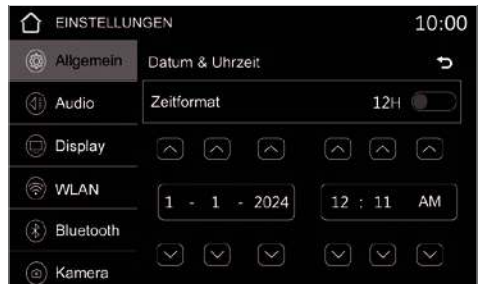 EINSTELLUNGEN 10:00
Allgemein
Datum & Uhrzeit
Audio
Zeitformat 12H
Display
WLAN
1 - 1 - 2024 12 : 11 AM
Bluetooth
Kamera